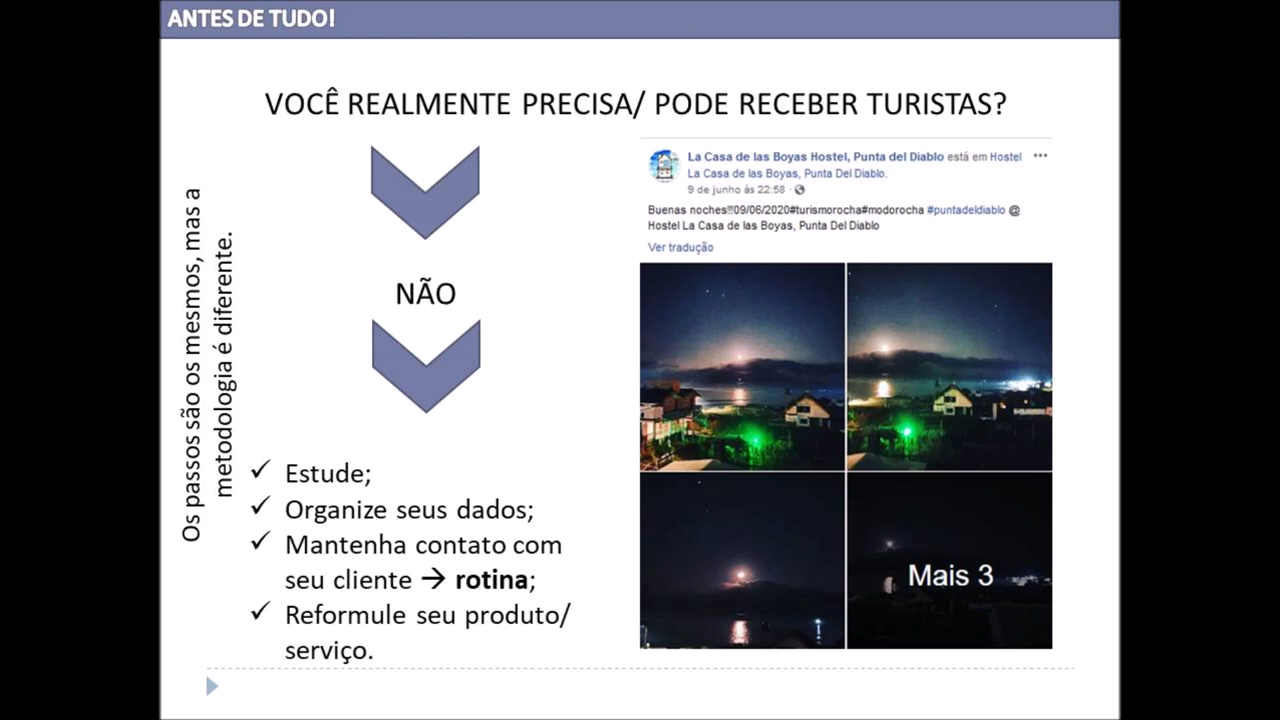 ANTES DE TUDO!
VOCÊ REALMENTE PRECISA/ PODE RECEBER TURISTAS?
Os passos são os mesmos, mas a
metodologia é diferente.
NÃO
✓ Estude;
✓ Organize seus dados;
✓ Mantenha contato com
seu cliente → rotina;
✓ Reformule seu produto/
serviço.
La Casa de las Boyas Hostel, Punta del Diablo está em Hostel
La Casa de las Boyas, Punta Del Diablo.
9 de junho às 22:58
Buenas noches!!!09/06/2020#turismorocha#modorocha #puntadeldiablo @
Hostel La Casa de las Boyas, Punta Del Diablo
Ver tradução
Mais 3